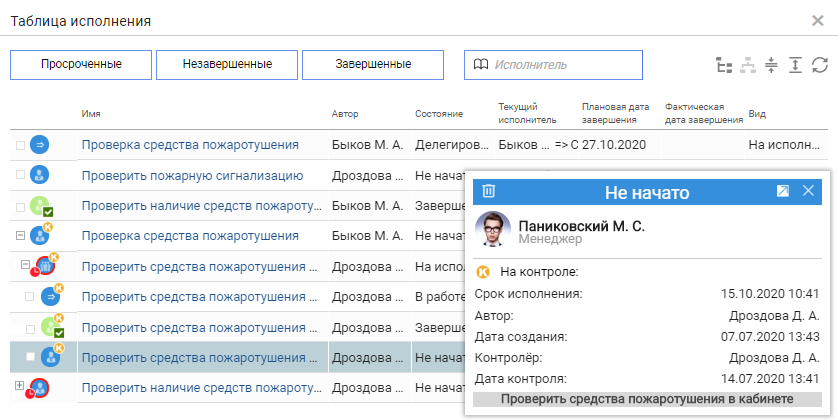 Таблица исполнения
Просроченные Незавершенные Завершенные Исполнитель
Имя Автор Состояние Текущий исполнитель Плановая дата завершения Фактическая дата завершения Вид
Проверка средства пожаротушения Быков М. А. Делегиров... Быков ... => С 27.10.2020 На исполн...
Проверить пожарную сигнализацию Дроздова ... Не начат
Проверить наличие средств пожароту... Дроздова ... Заверше
Проверка средства пожаротушения Быков М. А. Не начат
Проверить средства пожаротушения ... Дроздова ... На испо
Проверить средства пожаротушения ... Дроздова ... В работе
Проверить средства пожаротушения ... Дроздова ... Заверше
Проверить средства пожаротушения ... Дроздова ... Не начат
Проверить наличие средств пожароту... Дроздова ... Не начат
Не начато
Паниковский М. С.
Менеджер
К На контроле:
Срок исполнения: 15.10.2020 10:41
Автор: Дроздова Д. А.
Дата создания: 07.07.2020 13:43
Контролёр: Дроздова Д. А.
Дата контроля: 14.07.2020 13:41
Проверить средства пожаротушения в кабинете